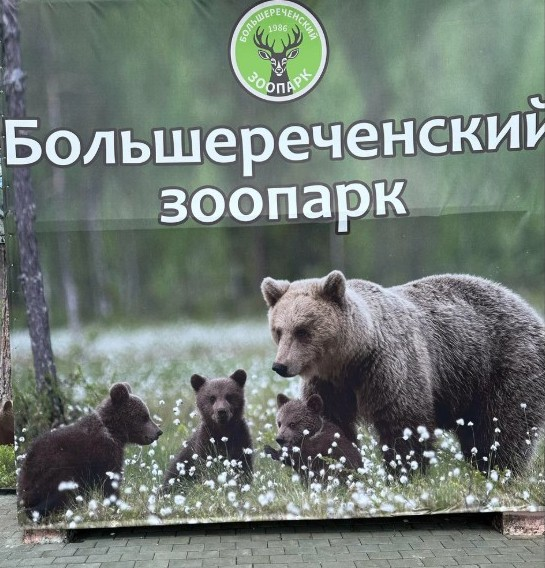 БОЛЬШЕРЕЧЕНСКИЙ
1986
ЗООПАРК
Большереченский
зоопарк